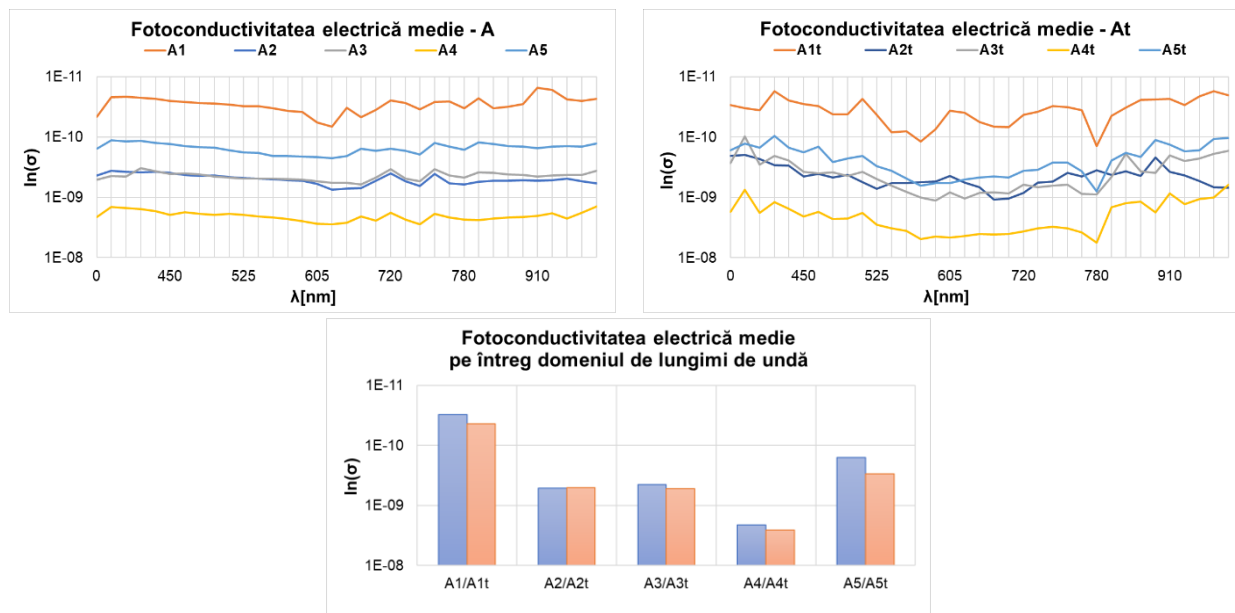 Fotoconductivitatea electrică medie - A
A1 A2 A3 A4 A5
1E-11
1E-10
1E-09
1E-08
ln(σ)
0 450 525 605 720 780 910
λ[nm]
Fotoconductivitatea electrică medie - At
A1t A2t A3t A4t A5t
1E-11
1E-10
1E-09
1E-08
ln(σ)
0 450 525 605 720 780 910
λ[nm]
Fotoconductivitatea electrică medie
pe întreg domeniul de lungimi de undă
1E-11
1E-10
1E-09
1E-08
ln(σ)
A1/A1t A2/A2t A3/A3t A4/A4t A5/A5t